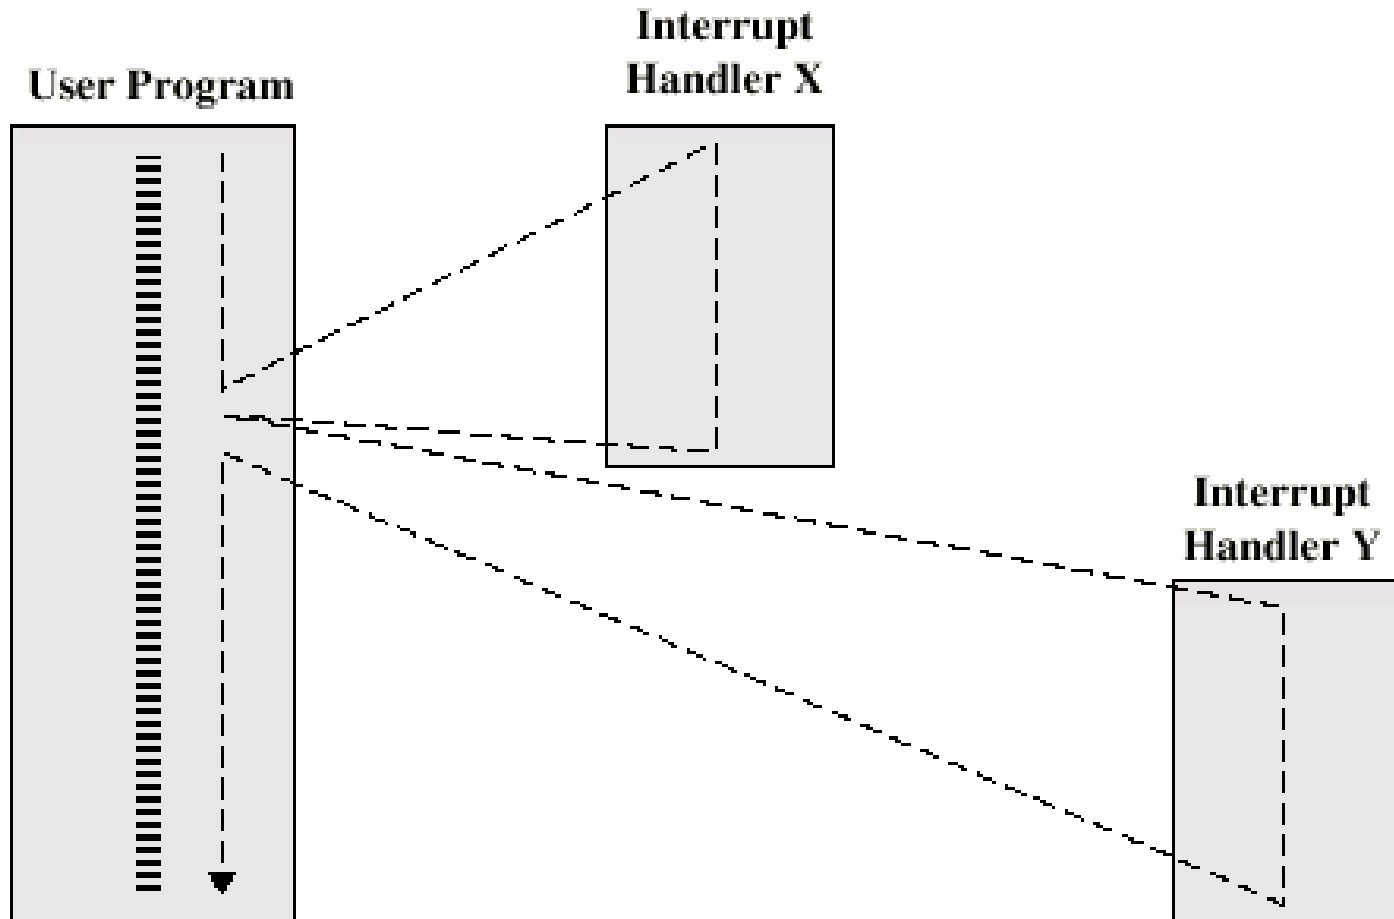 User Program
Interrupt
Handler X
Interrupt
Handler Y